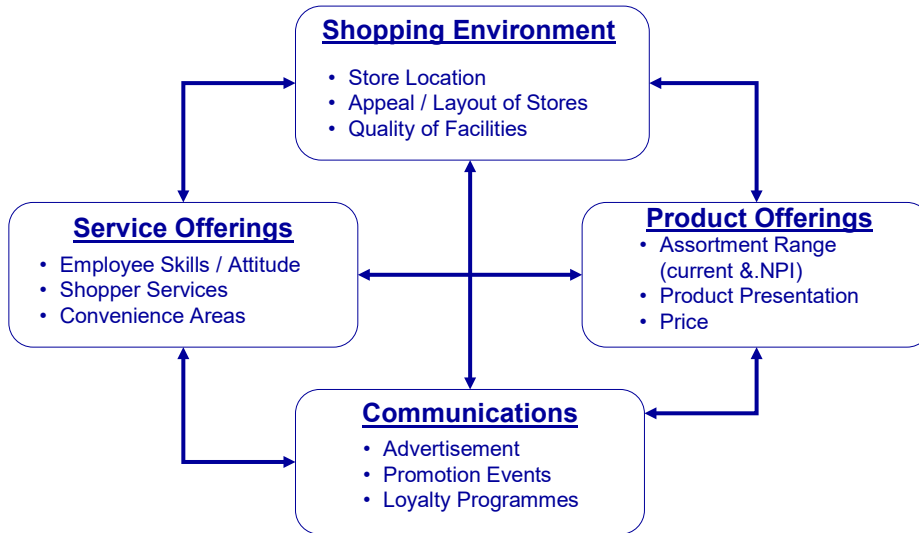 Shopping Environment
• Store Location
• Appeal / Layout of Stores
• Quality of Facilities
Service Offerings
• Employee Skills / Attitude
• Shopper Services
• Convenience Areas
Product Offerings
• Assortment Range
(current &.NPI)
• Product Presentation
• Price
Communications
• Advertisement
• Promotion Events
• Loyalty Programmes